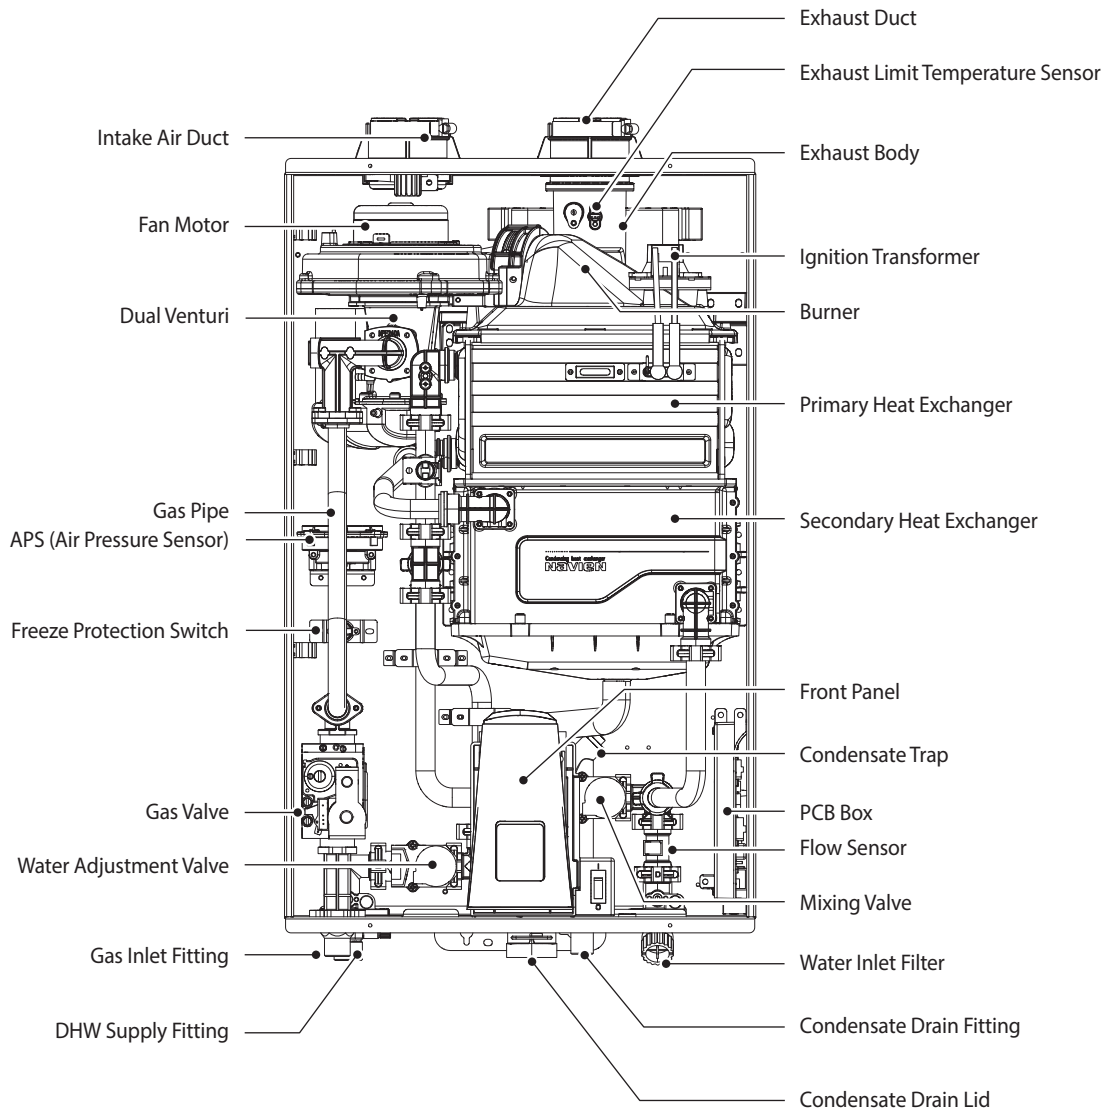 Exhaust Duct
Exhaust Limit Temperature Sensor
Intake Air Duct
Exhaust Body
Fan Motor
Ignition Transformer
Dual Venturi
Burner
Primary Heat Exchanger
Gas Pipe
Secondary Heat Exchanger
APS (Air Pressure Sensor)
Condensing heat exchanger
NAVIEN
Freeze Protection Switch
Front Panel
Condensate Trap
Gas Valve
PCB Box
Flow Sensor
Water Adjustment Valve
Mixing Valve
Gas Inlet Fitting
Water Inlet Filter
DHW Supply Fitting
Condensate Drain Fitting
Condensate Drain Lid